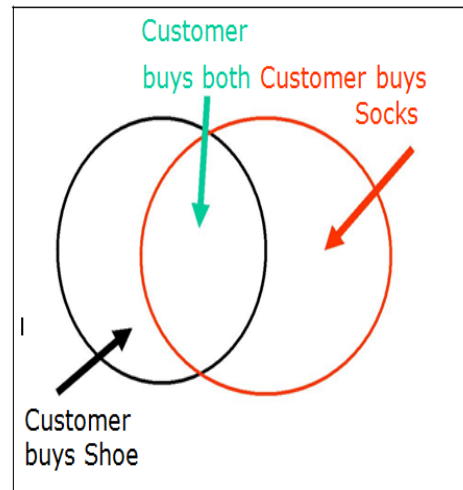 Customer
buys both
Customer buys
Socks
I
Customer
buys Shoe